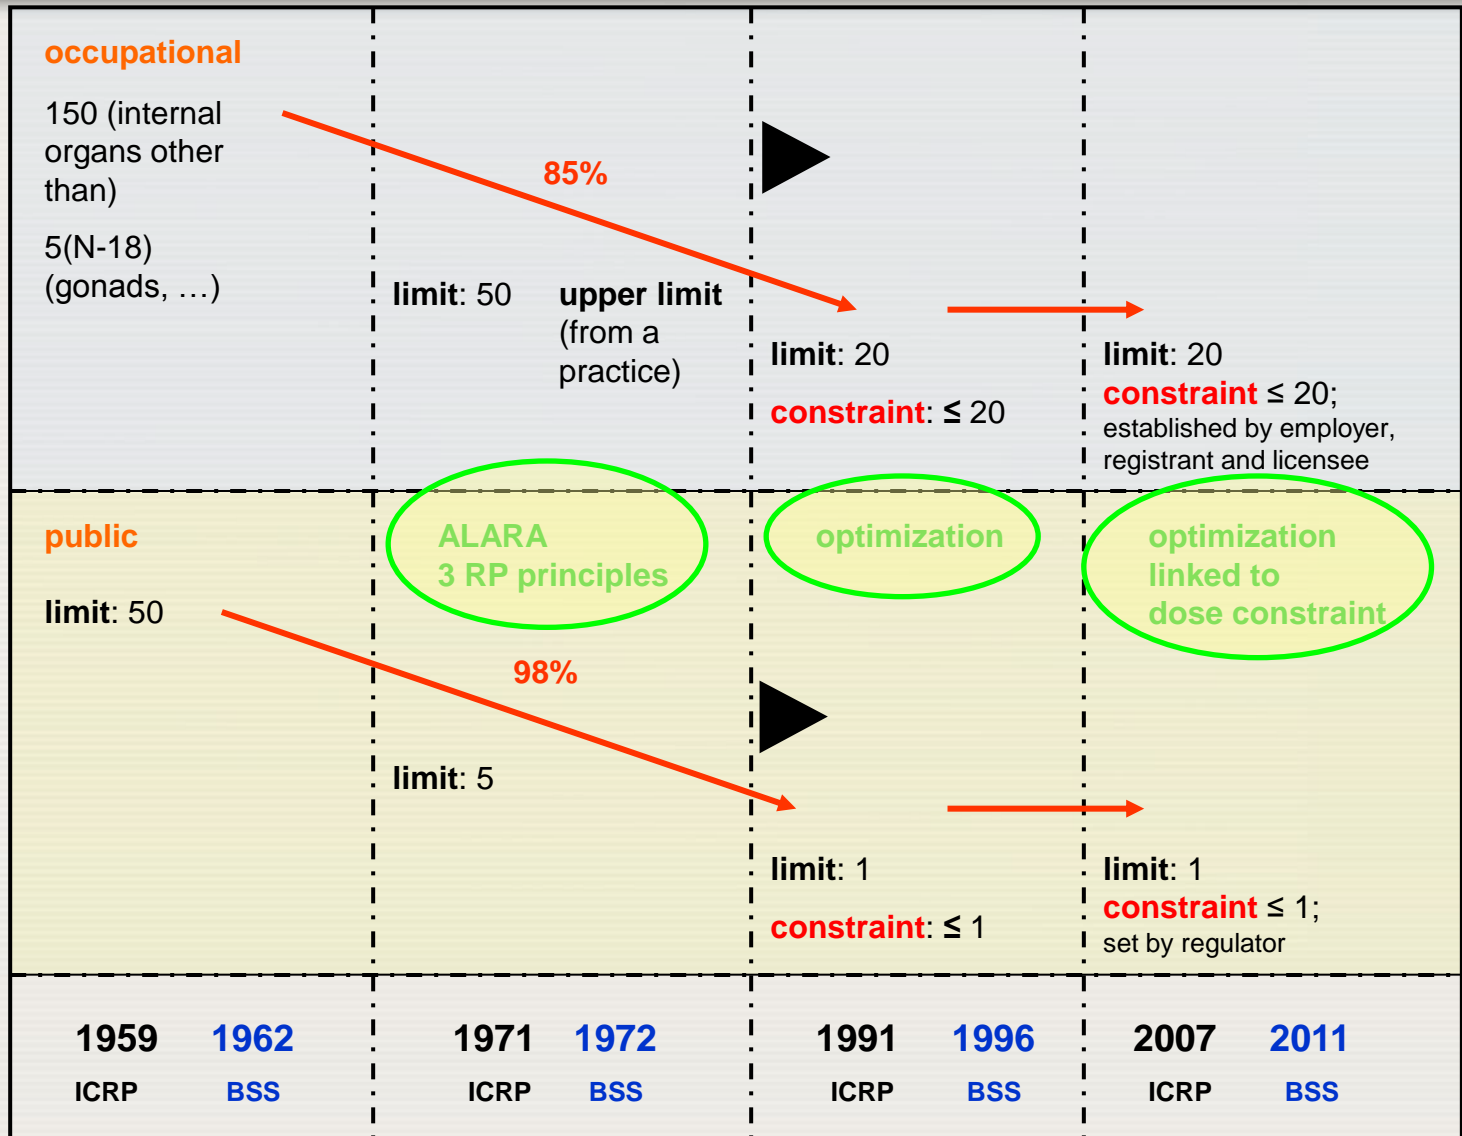 occupational
150 (internal
organs other
than)
5(N-18)
(gonads, …)
85%
limit: 50
upper limit
(from a
practice)
limit: 20
constraint: ≤ 20
limit: 20
constraint ≤ 20;
established by employer,
registrant and licensee
public
limit: 50
ALARA
3 RP principles
98%
limit: 5
optimization
limit: 1
constraint: ≤ 1
optimization
linked to
dose constraint
limit: 1
constraint ≤ 1;
set by regulator
1959 1962 1971 1972 1991 1996 2007 2011
ICRP BSS ICRP BSS ICRP BSS ICRP BSS